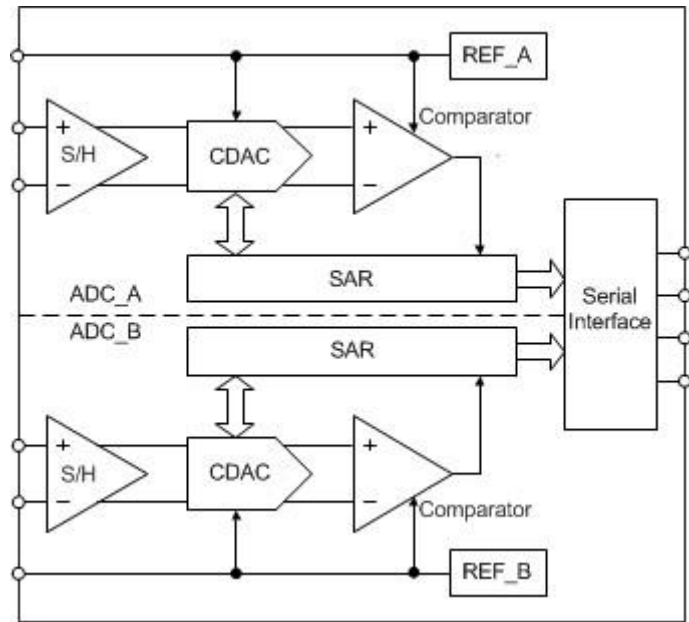 REF_A
Comparator
+
S/H
−
CDAC
+
−
SAR
ADC_A
Serial
Interface
ADC_B
SAR
+
S/H
−
CDAC
+
−
Comparator
REF_B